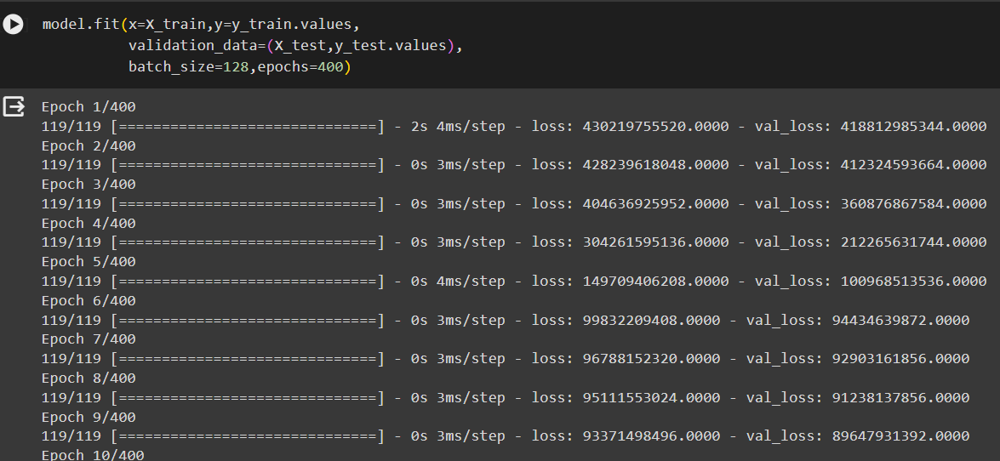 model.fit(x=X_train,y=y_train.values,
validation_data=(X_test,y_test.values),
batch_size=128,epochs=400)
Epoch 1/400
119/119 [==============================] - 2s 4ms/step - loss: 430219755520.0000 - val_loss: 418812985344.0000
Epoch 2/400
119/119 [==============================] - 0s 3ms/step - loss: 428239618048.0000 - val_loss: 412324593664.0000
Epoch 3/400
119/119 [==============================] - 0s 3ms/step - loss: 404636925952.0000 - val_loss: 360876867584.0000
Epoch 4/400
119/119 [==============================] - 0s 3ms/step - loss: 304261595136.0000 - val_loss: 212265631744.0000
Epoch 5/400
119/119 [==============================] - 0s 4ms/step - loss: 149709406208.0000 - val_loss: 100968513536.0000
Epoch 6/400
119/119 [==============================] - 0s 3ms/step - loss: 99832209408.0000 - val_loss: 94434639872.0000
Epoch 7/400
119/119 [==============================] - 0s 3ms/step - loss: 96788152320.0000 - val_loss: 92903161856.0000
Epoch 8/400
119/119 [==============================] - 0s 3ms/step - loss: 95111553024.0000 - val_loss: 91238137856.0000
Epoch 9/400
119/119 [==============================] - 0s 3ms/step - loss: 93371498496.0000 - val_loss: 89647931392.0000
Epoch 10/400